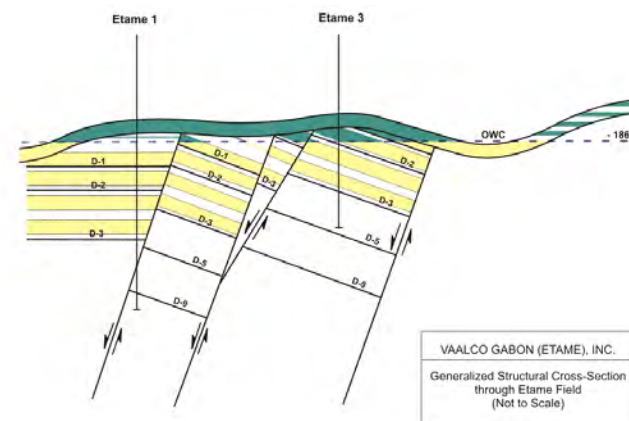 Etame 1
Etame 3
OWC
- 186
D-1
D-1
D-2
D-2
D-2
D-3
D-3
D-3
D-3
D-5
D-5
D-9
D-9
VAALCO GABON (ETAME), INC.
Generalized Structural Cross-Section
through Etame Field
(Not to Scale)